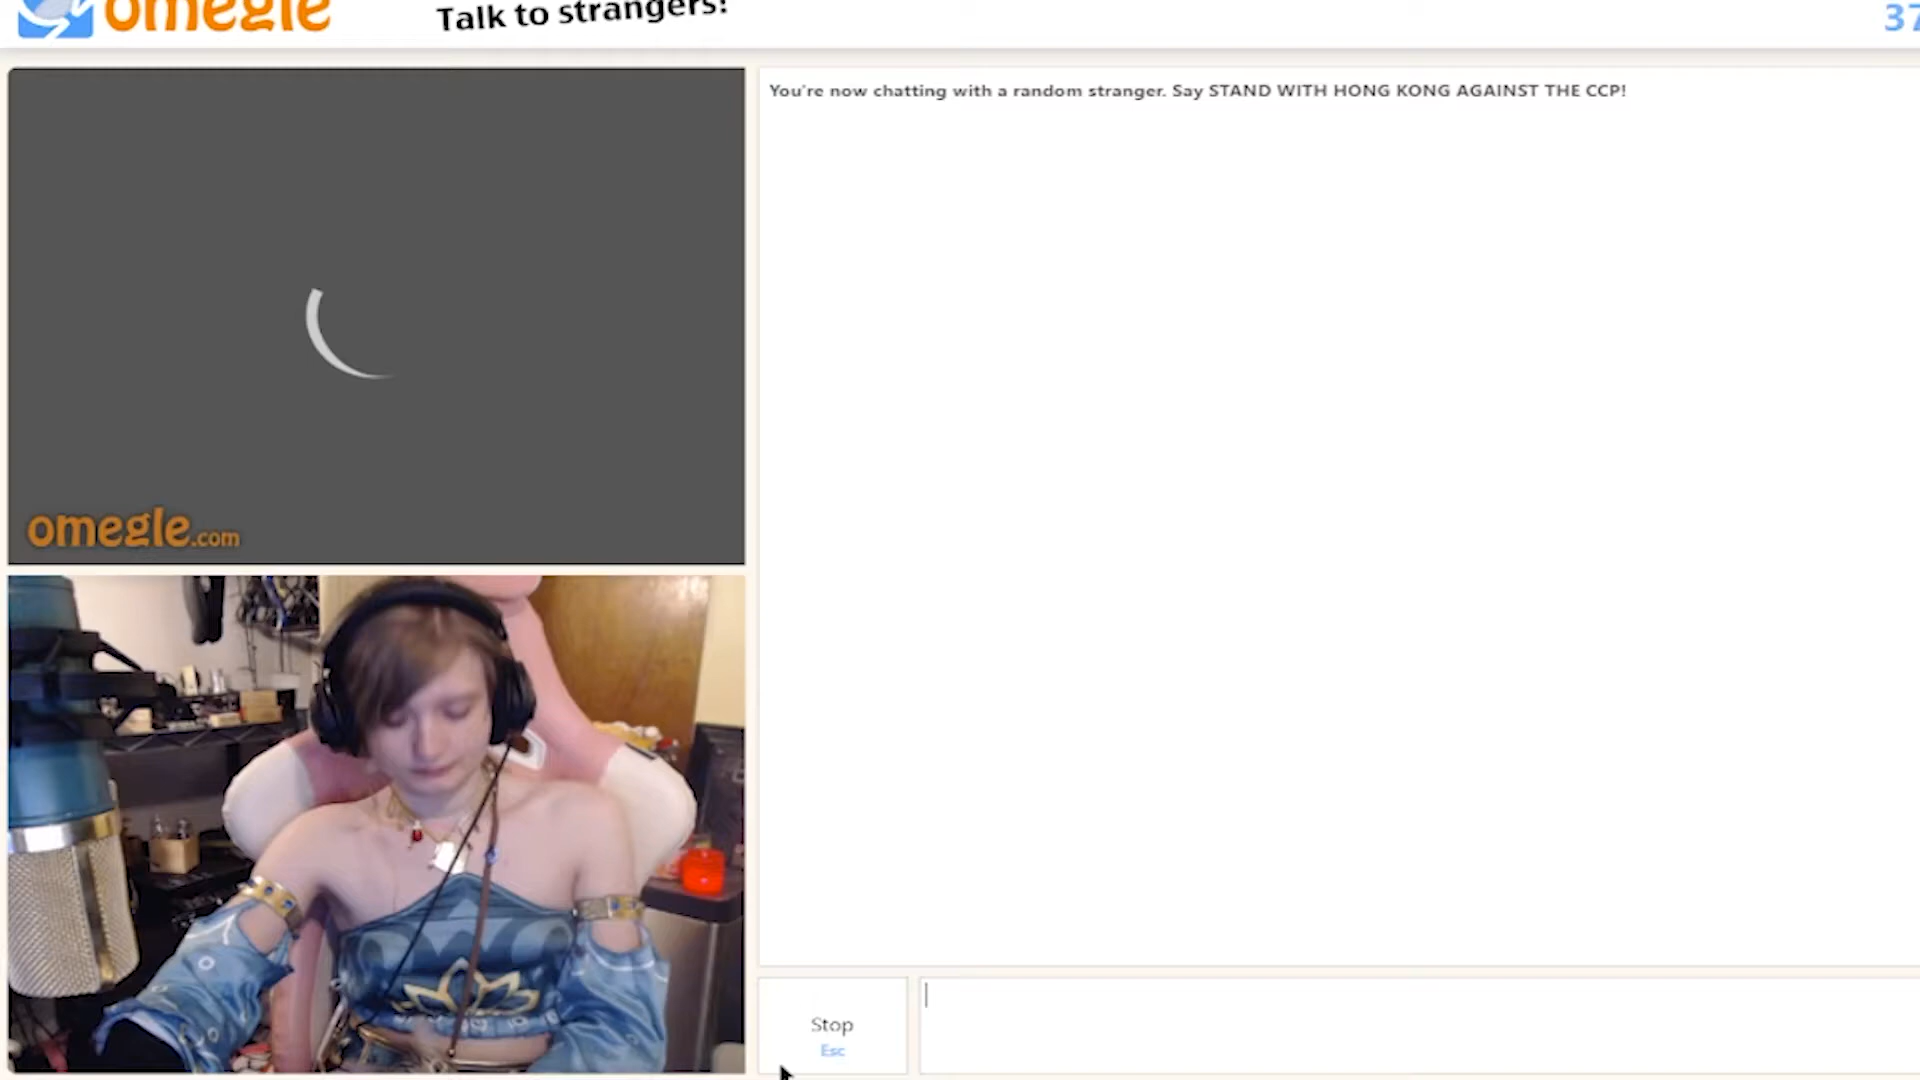 omegle
Talk to strangers!
37
You're now chatting with a random stranger. Say STAND WITH HONG KONG AGAINST THE CCP!
omegle.com
Stop
Esc